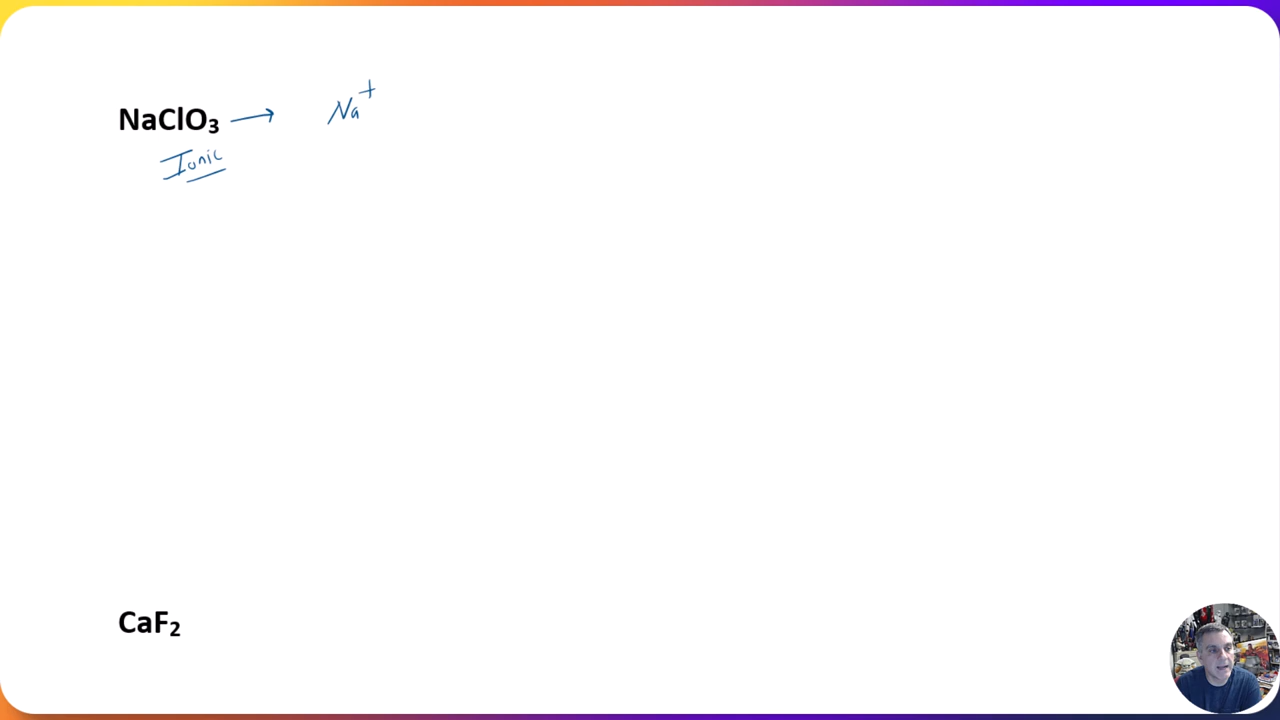 NaClO₃ → Na⁺
Ionic
CaF₂